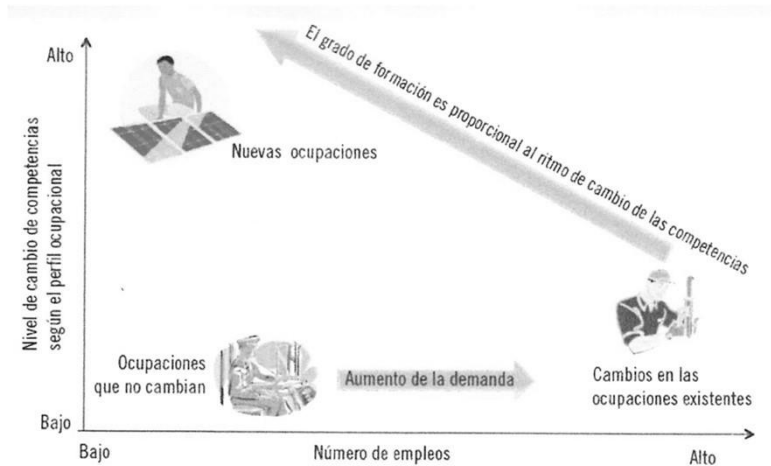 Alto
El grado de formación es proporcional al ritmo de cambio de las competencias
Nuevas ocupaciones
Nivel de cambio de competencias
según el perfil ocupacional
Ocupaciones
que no cambian
Aumento de la demanda
Cambios en las
ocupaciones existentes
Bajo
Bajo
Número de empleos
Alto